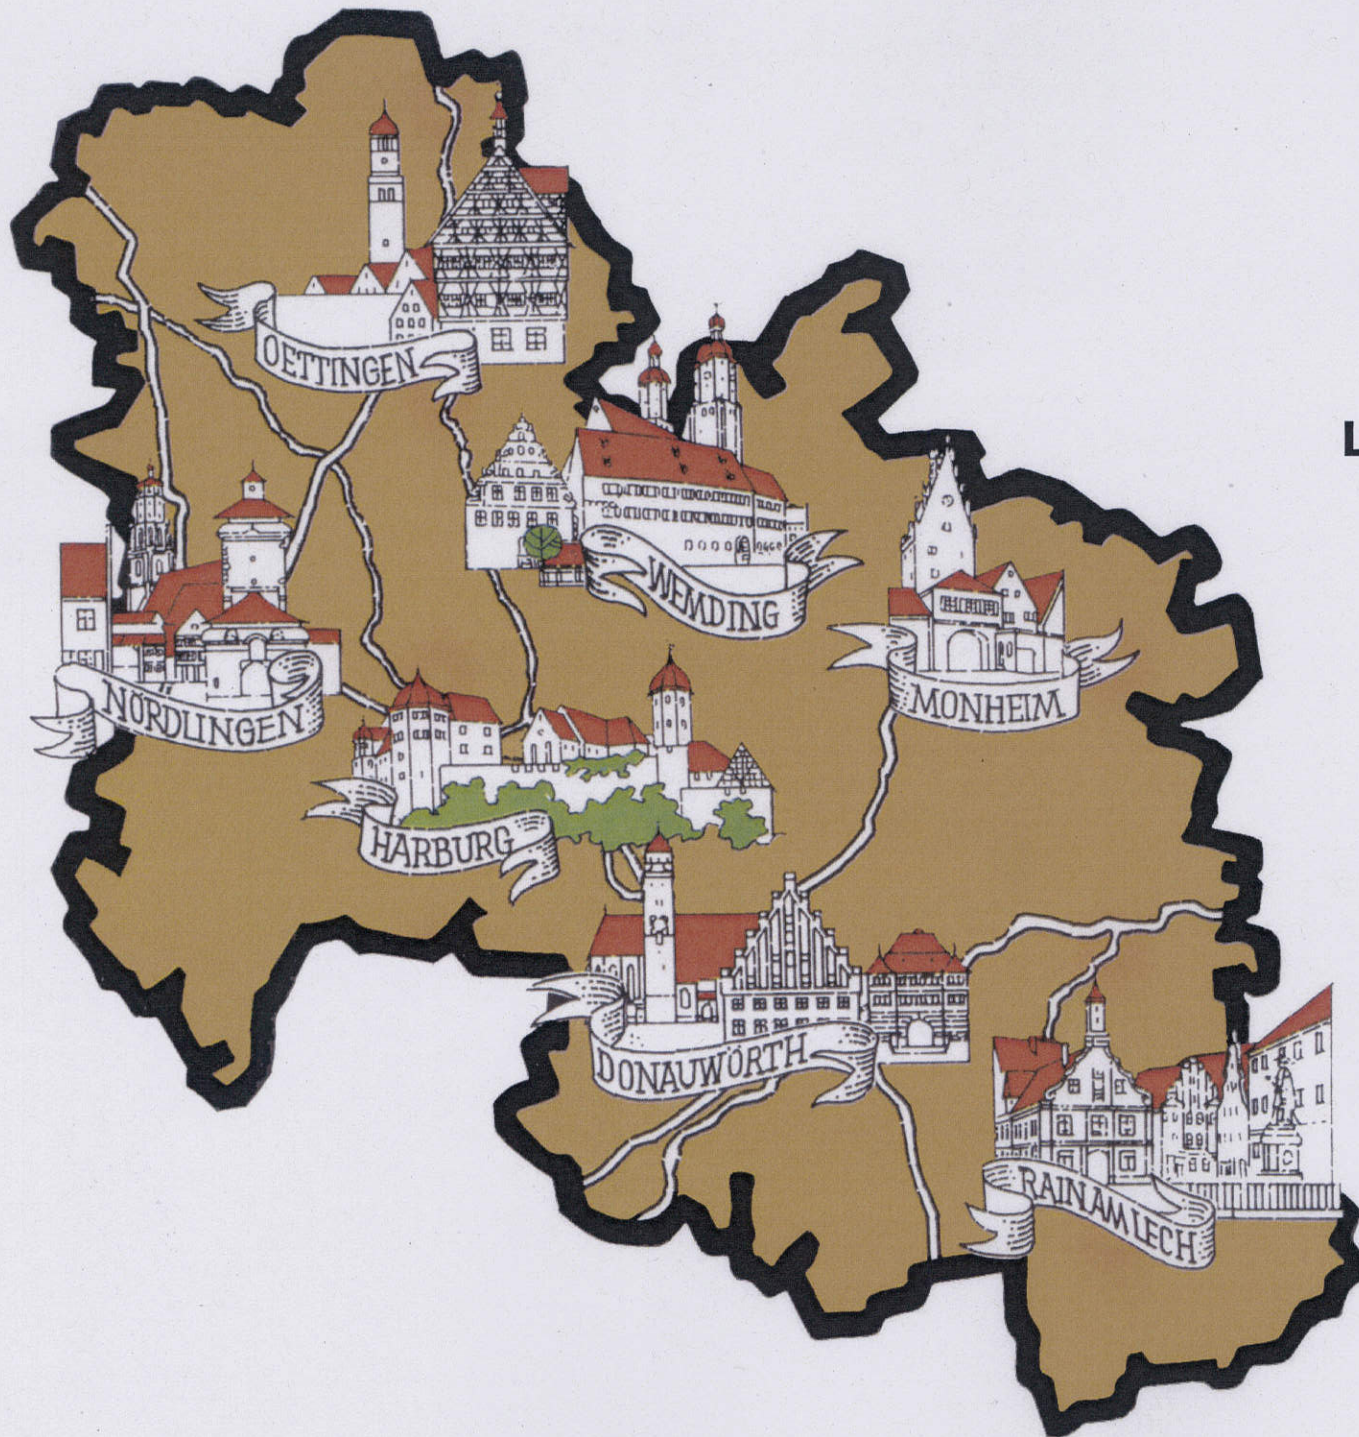 OETTINGEN
WEMDING
MONHEIM
NÖRDLINGEN
HARBURG
DONAUWÖRTH
RAIN AM LECH
L